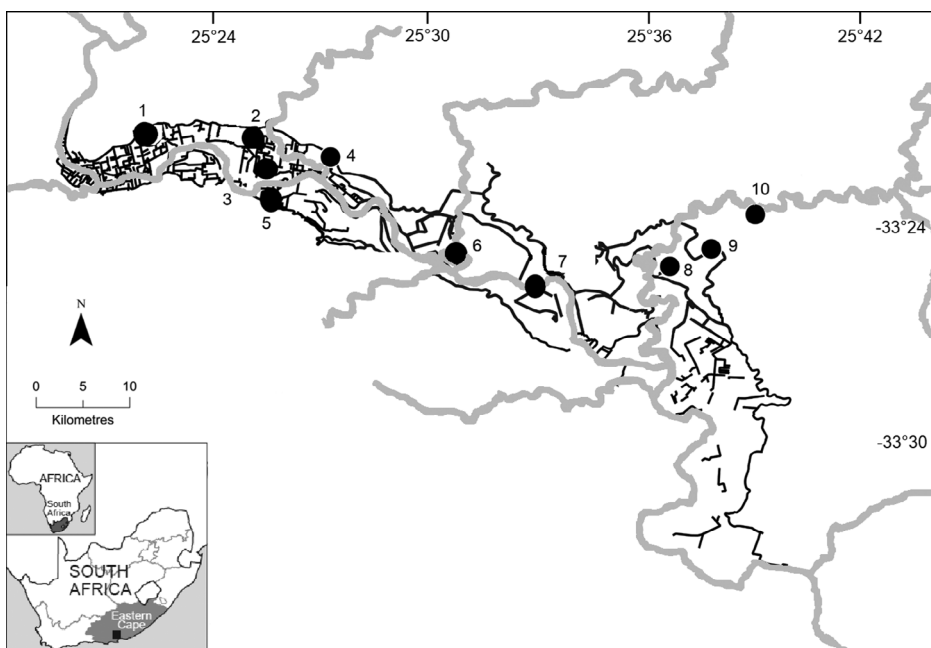 25°24
25°30
25°36
25°42
1
2
4
10
3
5
-33°24
9
6
8
7
N
0 5 10
Kilometres
-33°30
AFRICA
South
Africa
SOUTH
AFRICA
Eastern
Cape